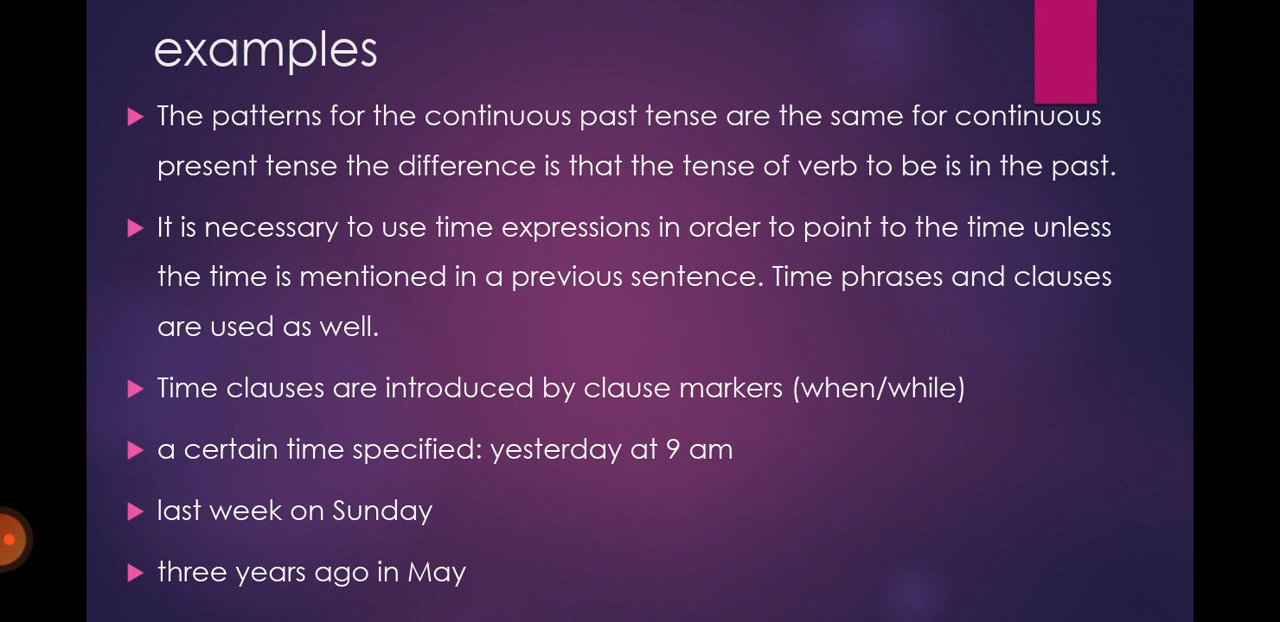 examples
The patterns for the continuous past tense are the same for continuous
present tense the difference is that the tense of verb to be is in the past.
It is necessary to use time expressions in order to point to the time unless
the time is mentioned in a previous sentence. Time phrases and clauses
are used as well.
Time clauses are introduced by clause markers (when/while)
a certain time specified: yesterday at 9 am
last week on Sunday
three years ago in May